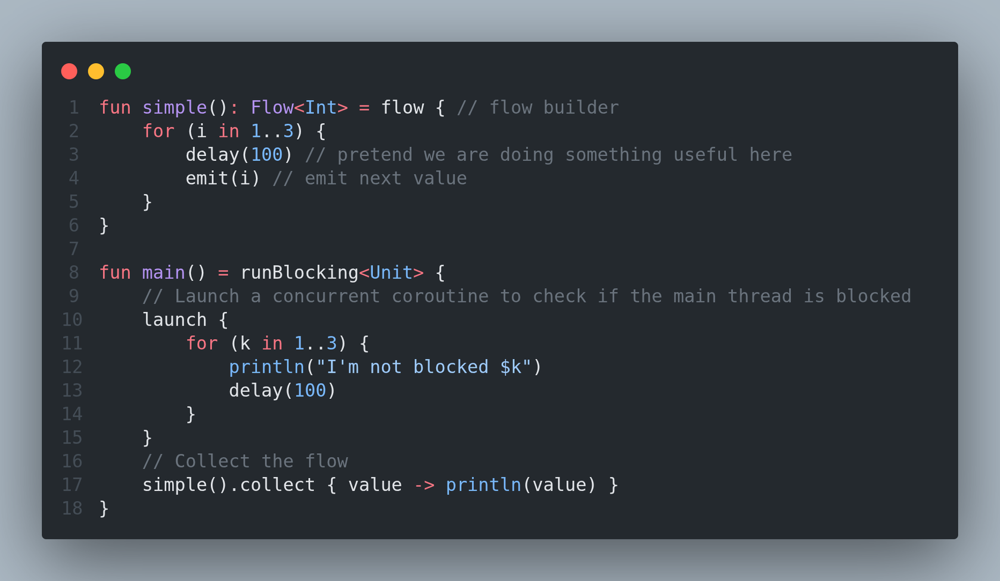 1 fun simple(): Flow<Int> = flow { // flow builder
2     for (i in 1..3) {
3         delay(100) // pretend we are doing something useful here
4         emit(i) // emit next value
5     }
6 }
7
8 fun main() = runBlocking<Unit> {
9     // Launch a concurrent coroutine to check if the main thread is blocked
10     launch {
11         for (k in 1..3) {
12             println("I'm not blocked $k")
13             delay(100)
14         }
15     }
16     // Collect the flow
17     simple().collect { value -> println(value) }
18 }